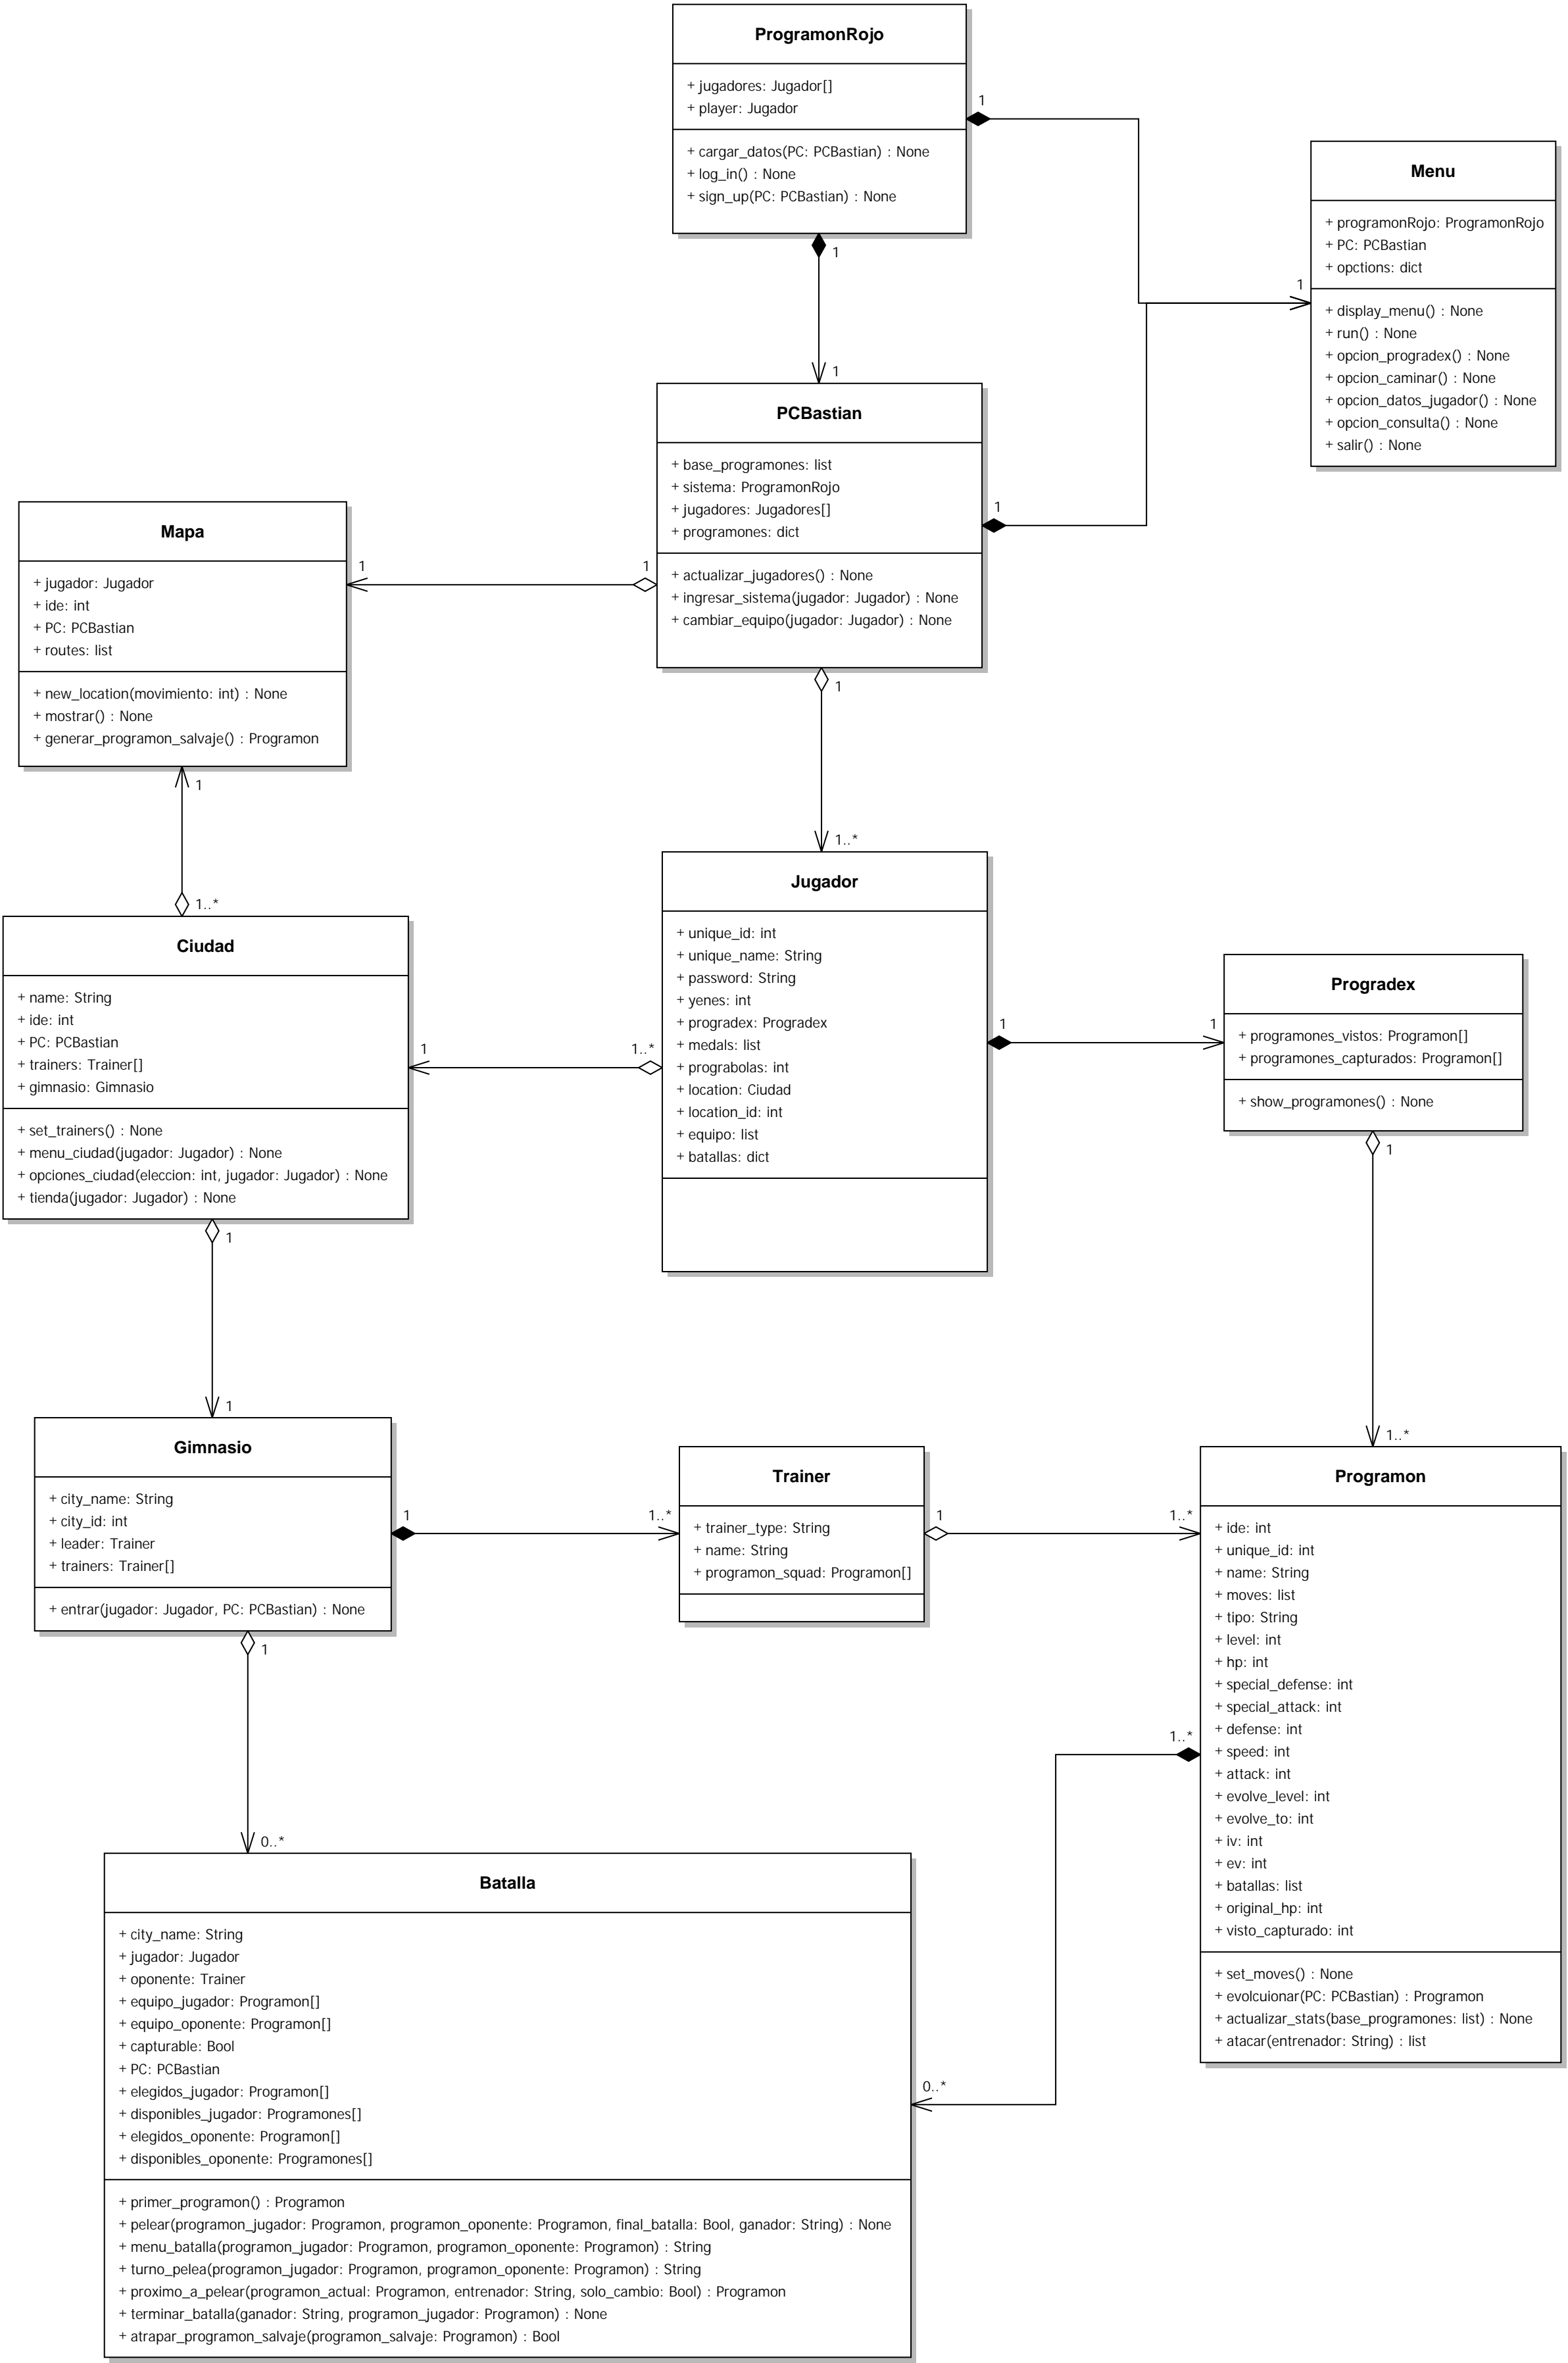 ProgramonRojo
+ jugadores: Jugador[]
+ player: Jugador
+ cargar_datos(PC: PCBastian) : None
+ log_in() : None
+ sign_up(PC: PCBastian) : None
1
1
Menu
+ programonRojo: ProgramonRojo
+ PC: PCBastian
+ opctions: dict
+ display_menu() : None
+ run() : None
+ opcion_progradex() : None
+ opcion_caminar() : None
+ opcion_datos_jugador() : None
+ opcion_consulta() : None
+ salir() : None
1
1
PCBastian
+ base_programones: list
+ sistema: ProgramonRojo
+ jugadores: Jugadores[]
+ programones: dict
+ actualizar_jugadores() : None
+ ingresar_sistema(jugador: Jugador) : None
+ cambiar_equipo(jugador: Jugador) : None
1
1
1
1
Mapa
+ jugador: Jugador
+ ide: int
+ PC: PCBastian
+ routes: list
+ new_location(movimiento: int) : None
+ mostrar() : None
+ generar_programon_salvaje() : Programon
1
1..*
1..*
Jugador
+ unique_id: int
+ unique_name: String
+ password: String
+ yenes: int
+ progradex: Progradex
+ medals: list
+ prograbolas: int
+ location: Ciudad
+ location_id: int
+ equipo: list
+ batallas: dict
1
1..*
1
1
Ciudad
+ name: String
+ ide: int
+ PC: PCBastian
+ trainers: Trainer[]
+ gimnasio: Gimnasio
+ set_trainers() : None
+ menu_ciudad(jugador: Jugador) : None
+ opciones_ciudad(eleccion: int, jugador: Jugador) : None
+ tienda(jugador: Jugador) : None
1
1
Progradex
+ programones_vistos: Programon[]
+ programones_capturados: Programon[]
+ show_programones() : None
1
1..*
Gimnasio
+ city_name: String
+ city_id: int
+ leader: Trainer
+ trainers: Trainer[]
+ entrar(jugador: Jugador, PC: PCBastian) : None
1
1..*
1
0..*
Trainer
+ trainer_type: String
+ name: String
+ programon_squad: Programon[]
1
1..*
Programon
+ ide: int
+ unique_id: int
+ name: String
+ moves: list
+ tipo: String
+ level: int
+ hp: int
+ special_defense: int
+ special_attack: int
+ defense: int
+ speed: int
+ attack: int
+ evolve_level: int
+ evolve_to: int
+ iv: int
+ ev: int
+ batallas: list
+ original_hp: int
+ visto_capturado: int
+ set_moves() : None
+ evolcuionar(PC: PCBastian) : Programon
+ actualizar_stats(base_programones: list) : None
+ atacar(entrenador: String) : list
1..*
0..*
Batalla
+ city_name: String
+ jugador: Jugador
+ oponente: Trainer
+ equipo_jugador: Programon[]
+ equipo_oponente: Programon[]
+ capturable: Bool
+ PC: PCBastian
+ elegidos_jugador: Programon[]
+ disponibles_jugador: Programones[]
+ elegidos_oponente: Programon[]
+ disponibles_oponente: Programones[]
+ primer_programon() : Programon
+ pelear(programon_jugador: Programon, programon_oponente: Programon, final_batalla: Bool, ganador: String) : None
+ menu_batalla(programon_jugador: Programon, programon_oponente: Programon) : String
+ turno_pelea(programon_jugador: Programon, programon_oponente: Programon) : String
+ proximo_a_pelear(programon_actual: Programon, entrenador: String, solo_cambio: Bool) : Programon
+ terminar_batalla(ganador: String, programon_jugador: Programon) : None
+ atrapar_programon_salvaje(programon_salvaje: Programon) : Bool